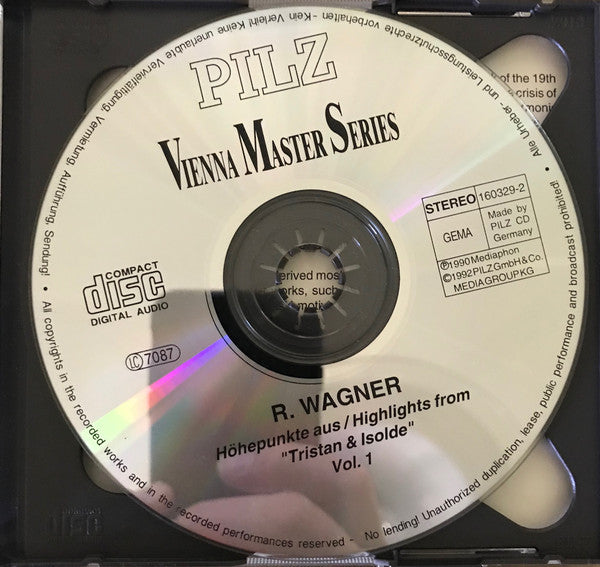 PILZ
VIENNA MASTER SERIES
STEREO 160329-2
GEMA
Made by
PILZ CD
Germany
Ⓟ1990 Mediaphon
©1992 PILZ GmbH & Co.
MEDIAGROUP KG
COMPACT
disc
DIGITAL AUDIO
LC 7087
R. WAGNER
Höhepunkte aus / Highlights from
"Tristan & Isolde"
Vol. 1
Alle Urheber- und Leistungsschutzrechte vorbehalten - Kein Verleih! Keine unerlaubte Vervielfältigung, Vermietung, Aufführung, Sendung!
• All copyrights in the recorded works and in the recorded performances reserved - No lending! Unauthorized duplication, lease, public performance and broadcast prohibited! •
of the 19th
crisis of
erived mos
orks, such
disc